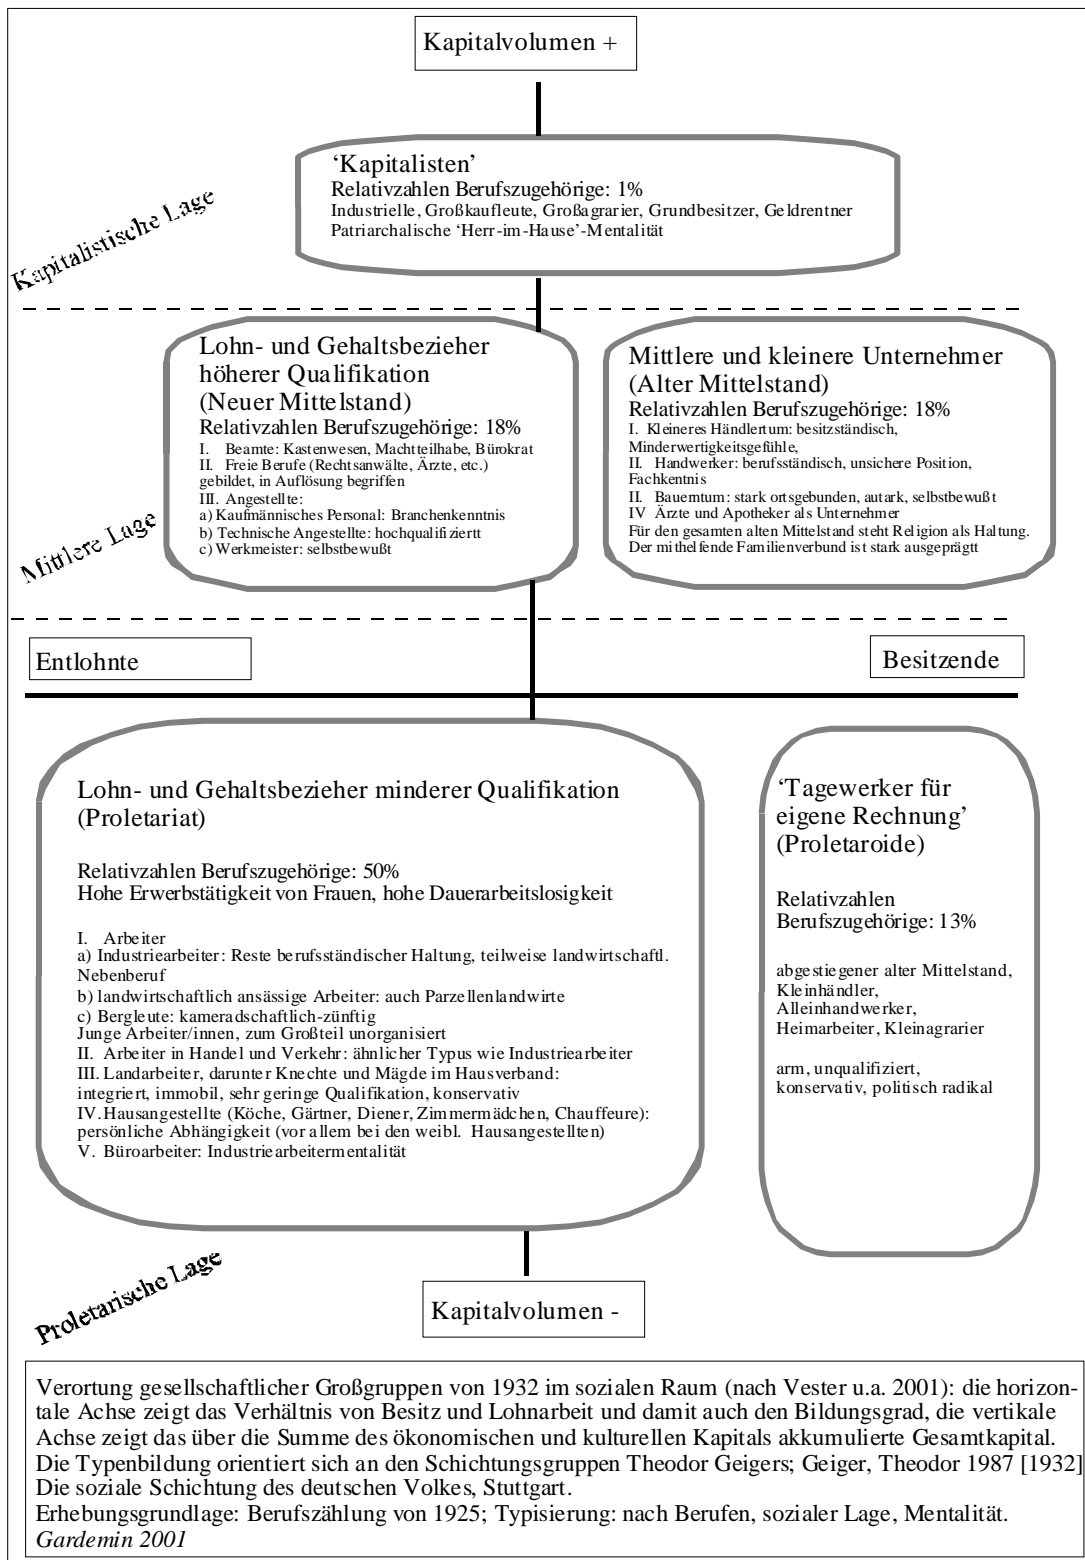 Kapitalvolumen +
'Kapitalisten'
Relativzahlen Berufszugehörige: 1%
Industrielle, Großkaufleute, Großagrarier, Grundbesitzer, Geldrentner
Patriarchalische 'Herr-im-Hause'-Mentalität
Kapitalistische Lage
Lohn- und Gehaltsbezieher
höherer Qualifikation
(Neuer Mittelstand)
Relativzahlen Berufszugehörige: 18%
I. Beamte: Kastenwesen, Machtteilhabe, Bürokrat
II. Freie Berufe (Rechtsanwälte, Ärzte, etc.)
gebildet, in Auflösung begriffen
III. Angestellte:
a) Kaufmännisches Personal: Branchenkenntnis
b) Technische Angestellte: hochqualifiziertt
c) Werkmeister: selbstbewußt
Mittlere und kleinere Unternehmer
(Alter Mittelstand)
Relativzahlen Berufszugehörige: 18%
I. Kleineres Händlertum: besitzständisch,
Minderwertigkeitsgefühle,
II. Handwerker: berufsständisch, unsichere Position,
Fachkentnis
II. Bauerntum: stark ortsgebunden, autark, selbstbewußt
IV Ärzte und Apotheker als Unternehmer
Für den gesamten alten Mittelstand steht Religion als Haltung.
Der mithelfende Familienverbund ist stark ausgeprägtt
Mittlere Lage
Entlohnte
Besitzende
Lohn- und Gehaltsbezieher minderer Qualifikation
(Proletariat)
Relativzahlen Berufszugehörige: 50%
Hohe Erwerbstätigkeit von Frauen, hohe Dauerarbeitslosigkeit
I. Arbeiter
a) Industriearbeiter: Reste berufsständischer Haltung, teilweise landwirtschaftl.
Nebenberuf
b) landwirtschaftlich ansässige Arbeiter: auch Parzellenlandwirte
c) Bergleute: kameradschaftlich-zünftig
Junge Arbeiter/innen, zum Großteil unorganisiert
II. Arbeiter in Handel und Verkehr: ähnlicher Typus wie Industriearbeiter
III. Landarbeiter, darunter Knechte und Mägde im Hausverband:
integriert, immobil, sehr geringe Qualifikation, konservativ
IV. Hausangestellte (Köche, Gärtner, Diener, Zimmermädchen, Chauffeure):
persönliche Abhängigkeit (vor allem bei den weibl. Hausangestellten)
V. Büroarbeiter: Industriearbeitermentalität
'Tagewerker für
eigene Rechnung'
(Proletaroide)
Relativzahlen
Berufszugehörige: 13%
abgestiegener alter Mittelstand,
Kleinhändler,
Alleinhandwerker,
Heimarbeiter, Kleinagrarier
arm, unqualifiziert,
konservativ, politisch radikal
Proletarische Lage
Kapitalvolumen -
Verortung gesellschaftlicher Großgruppen von 1932 im sozialen Raum (nach Vester u.a. 2001): die horizon-
tale Achse zeigt das Verhältnis von Besitz und Lohnarbeit und damit auch den Bildungsgrad, die vertikale
Achse zeigt das über die Summe des ökonomischen und kulturellen Kapitals akkumulierte Gesamtkapital.
Die Typenbildung orientiert sich an den Schichtungsgruppen Theodor Geigers; Geiger, Theodor 1987 [1932]
Die soziale Schichtung des deutschen Volkes, Stuttgart.
Erhebungsgrundlage: Berufszählung von 1925; Typisierung: nach Berufen, sozialer Lage, Mentalität.
Gardemin 2001